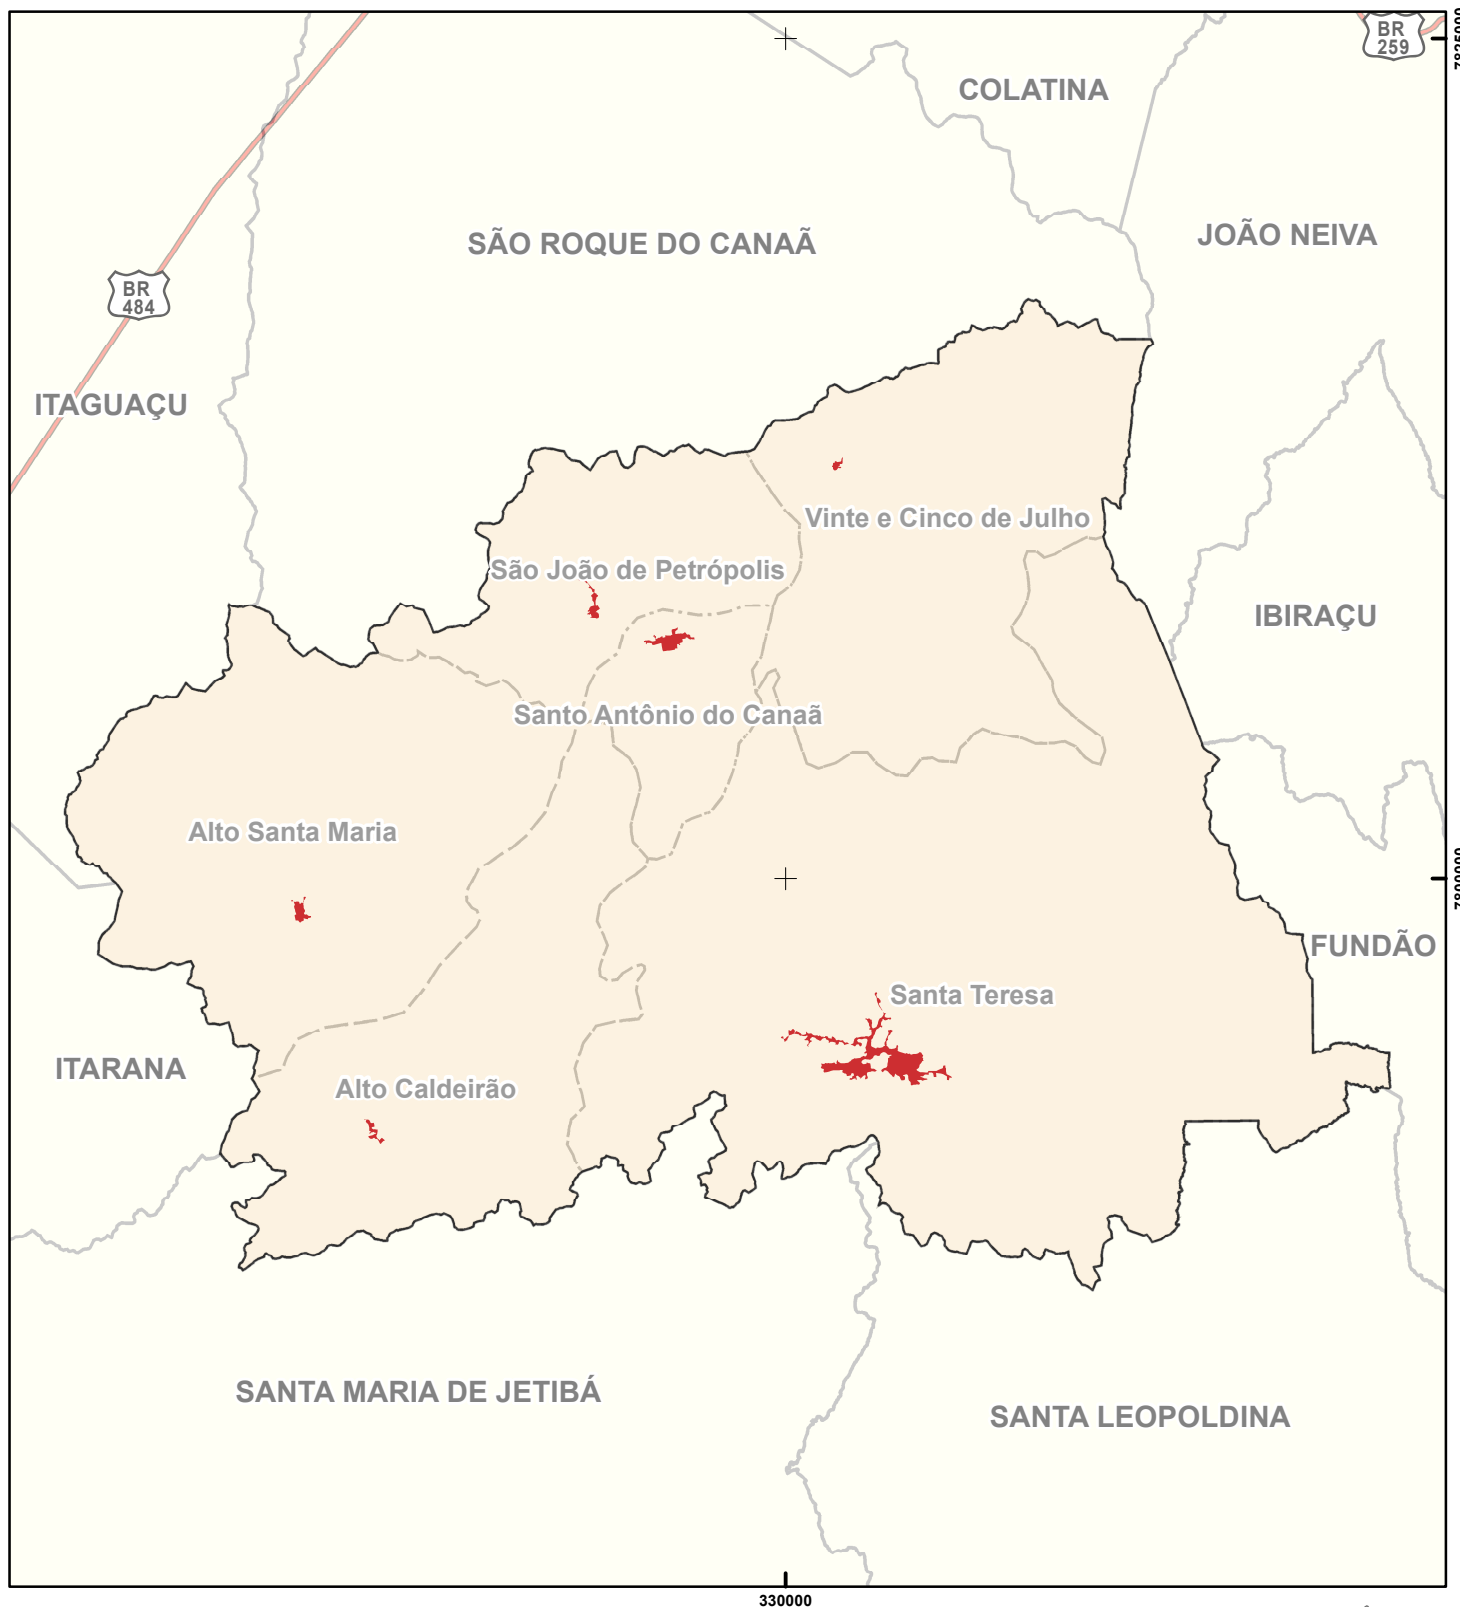 BR
259
7825000
COLATINA
SÃO ROQUE DO CANAÃ
JOÃO NEIVA
BR
484
ITAGUAÇU
Vinte e Cinco de Julho
São João de Petrópolis
IBIRAÇU
Santo Antônio do Canaã
Alto Santa Maria
7800000
FUNDÃO
Santa Teresa
ITARANA
Alto Caldeirão
SANTA MARIA DE JETIBÁ
SANTA LEOPOLDINA
330000